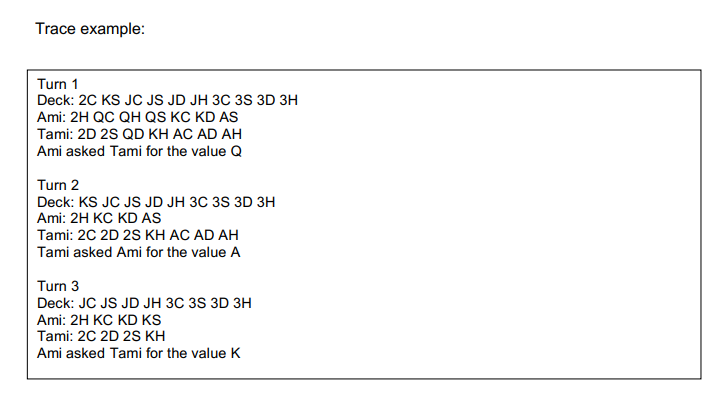 Trace example:
Turn 1
Deck: 2C KS JC JS JD JH 3C 3S 3D 3H
Ami: 2H QC QH QS KC KD AS
Tami: 2D 2S QD KH AC AD AH
Ami asked Tami for the value Q
Turn 2
Deck: KS JC JS JD JH 3C 3S 3D 3H
Ami: 2H KC KD AS
Tami: 2C 2D 2S KH AC AD AH
Tami asked Ami for the value A
Turn 3
Deck: JC JS JD JH 3C 3S 3D 3H
Ami: 2H KC KD KS
Tami: 2C 2D 2S KH
Ami asked Tami for the value K